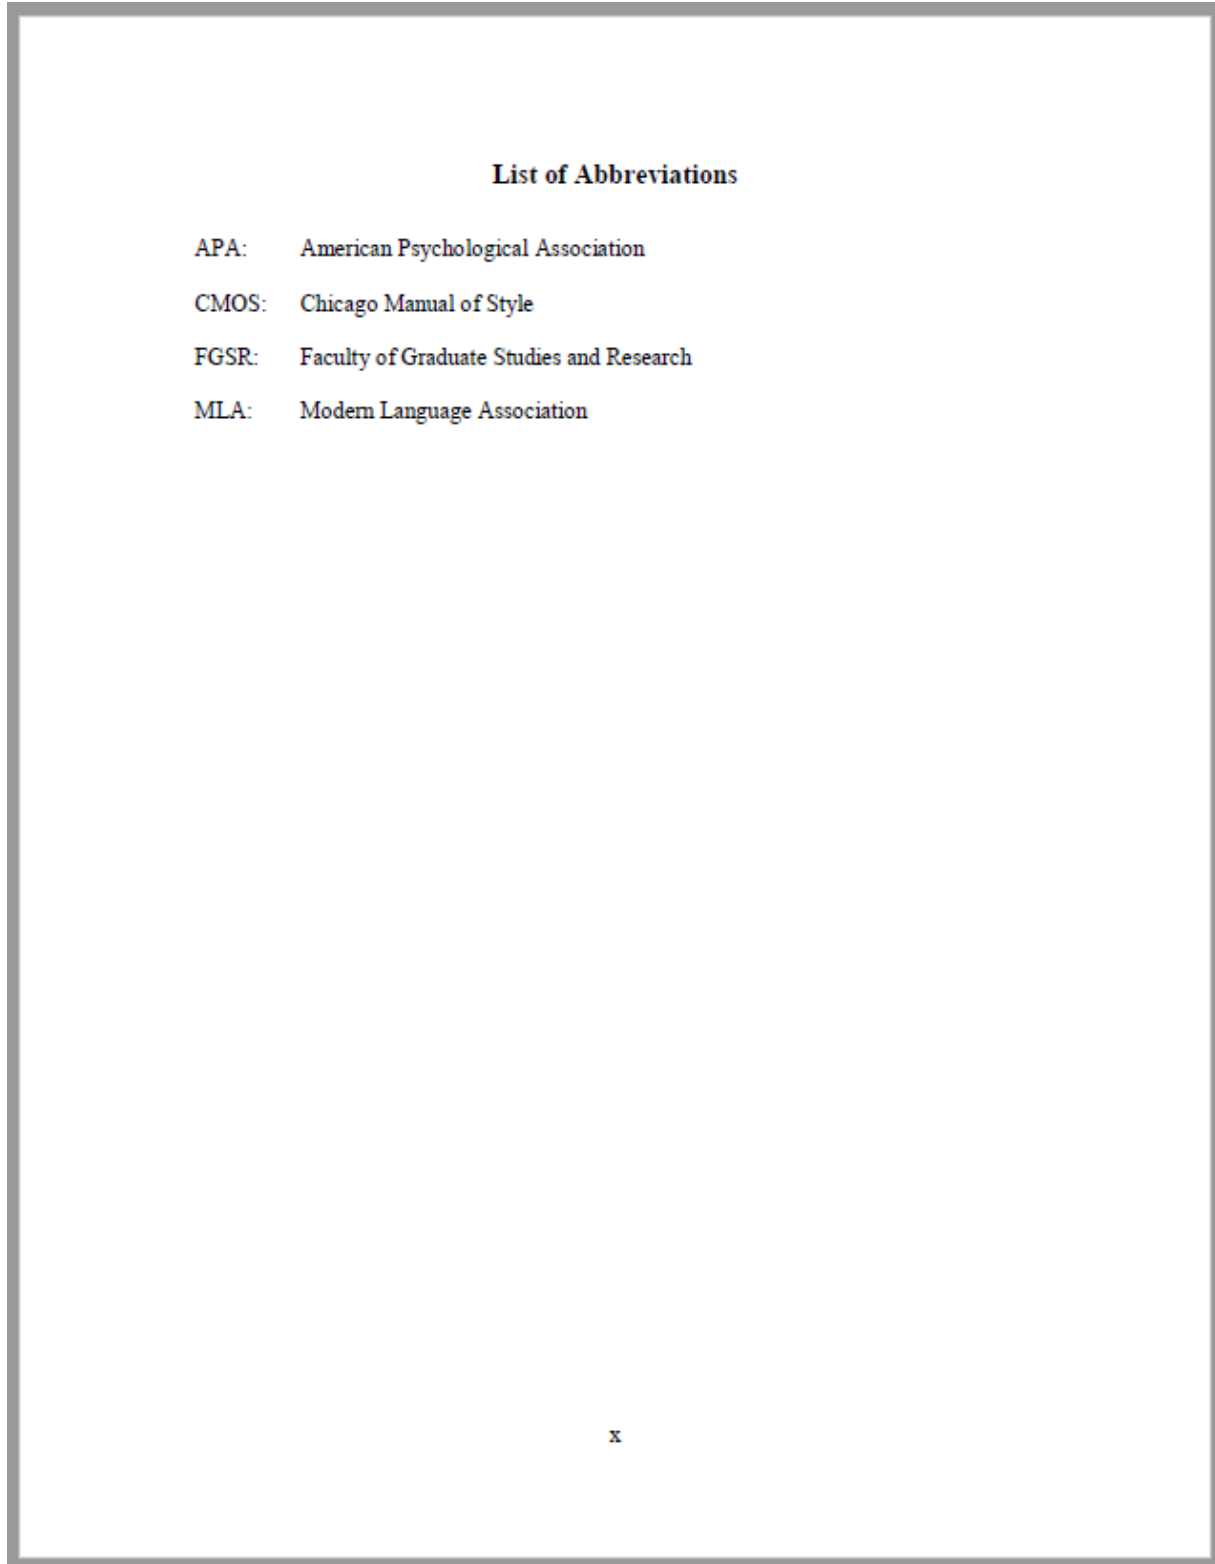 List of Abbreviations
APA: American Psychological Association
CMOS: Chicago Manual of Style
FGSR: Faculty of Graduate Studies and Research
MLA: Modern Language Association
x